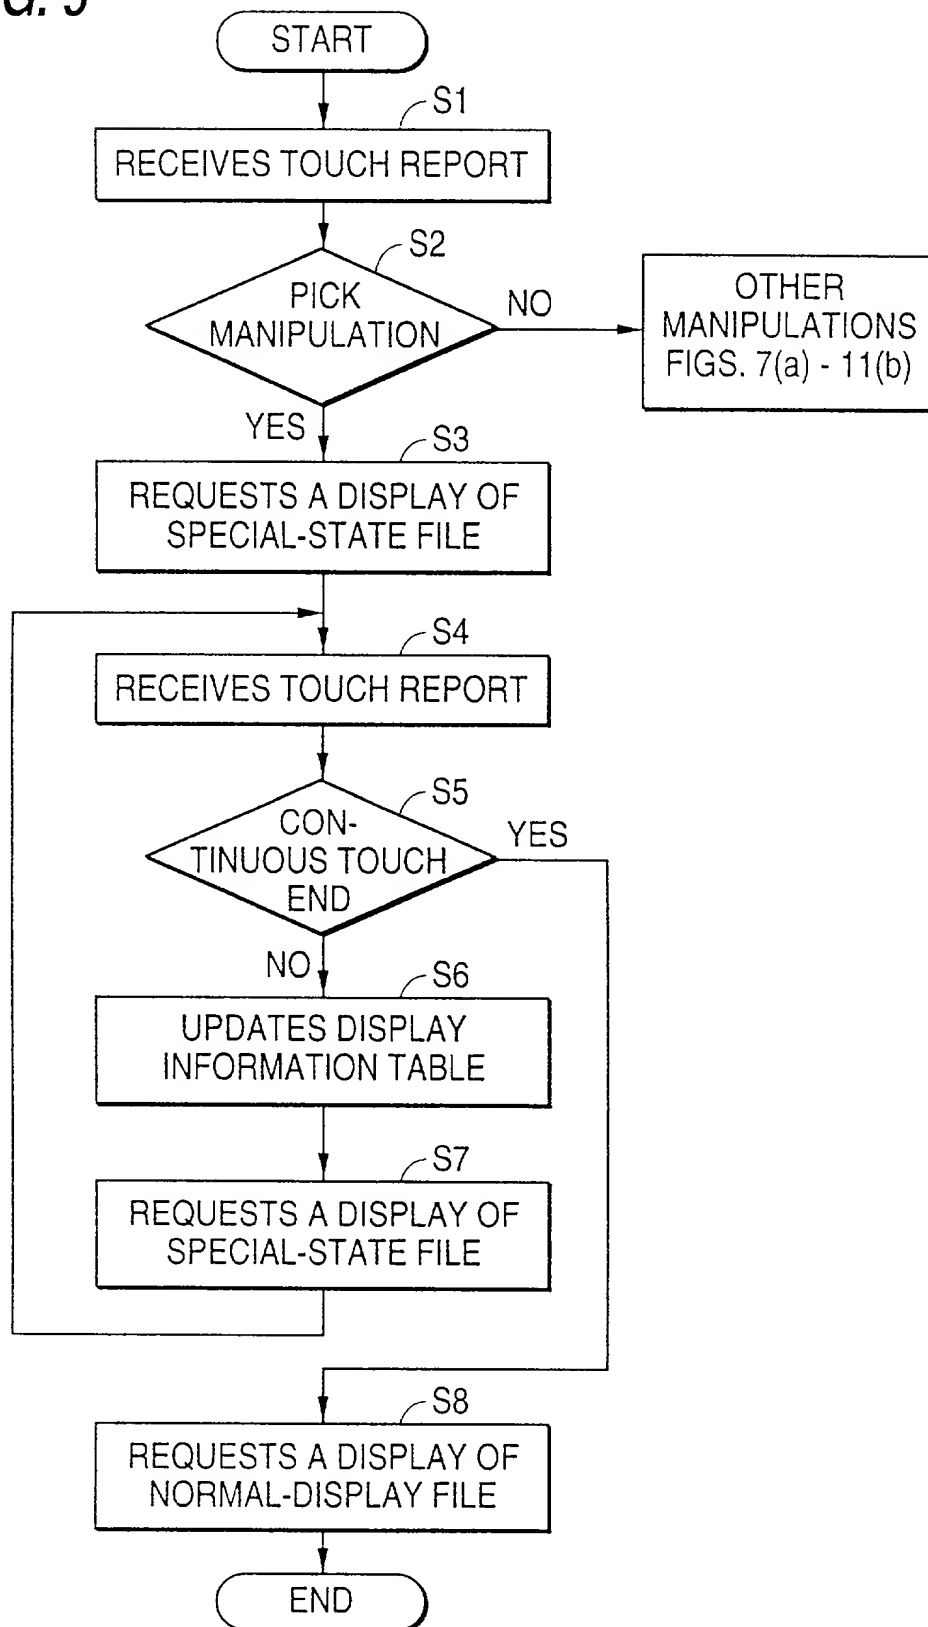 START
S1
RECEIVES TOUCH REPORT
S2
PICK
MANIPULATION
NO
OTHER
MANIPULATIONS
FIGS. 7(a) - 11(b)
YES
S3
REQUESTS A DISPLAY OF
SPECIAL-STATE FILE
S4
RECEIVES TOUCH REPORT
S5
CON-
TINUOUS TOUCH
END
YES
NO
S6
UPDATES DISPLAY
INFORMATION TABLE
S7
REQUESTS A DISPLAY OF
SPECIAL-STATE FILE
S8
REQUESTS A DISPLAY OF
NORMAL-DISPLAY FILE
END